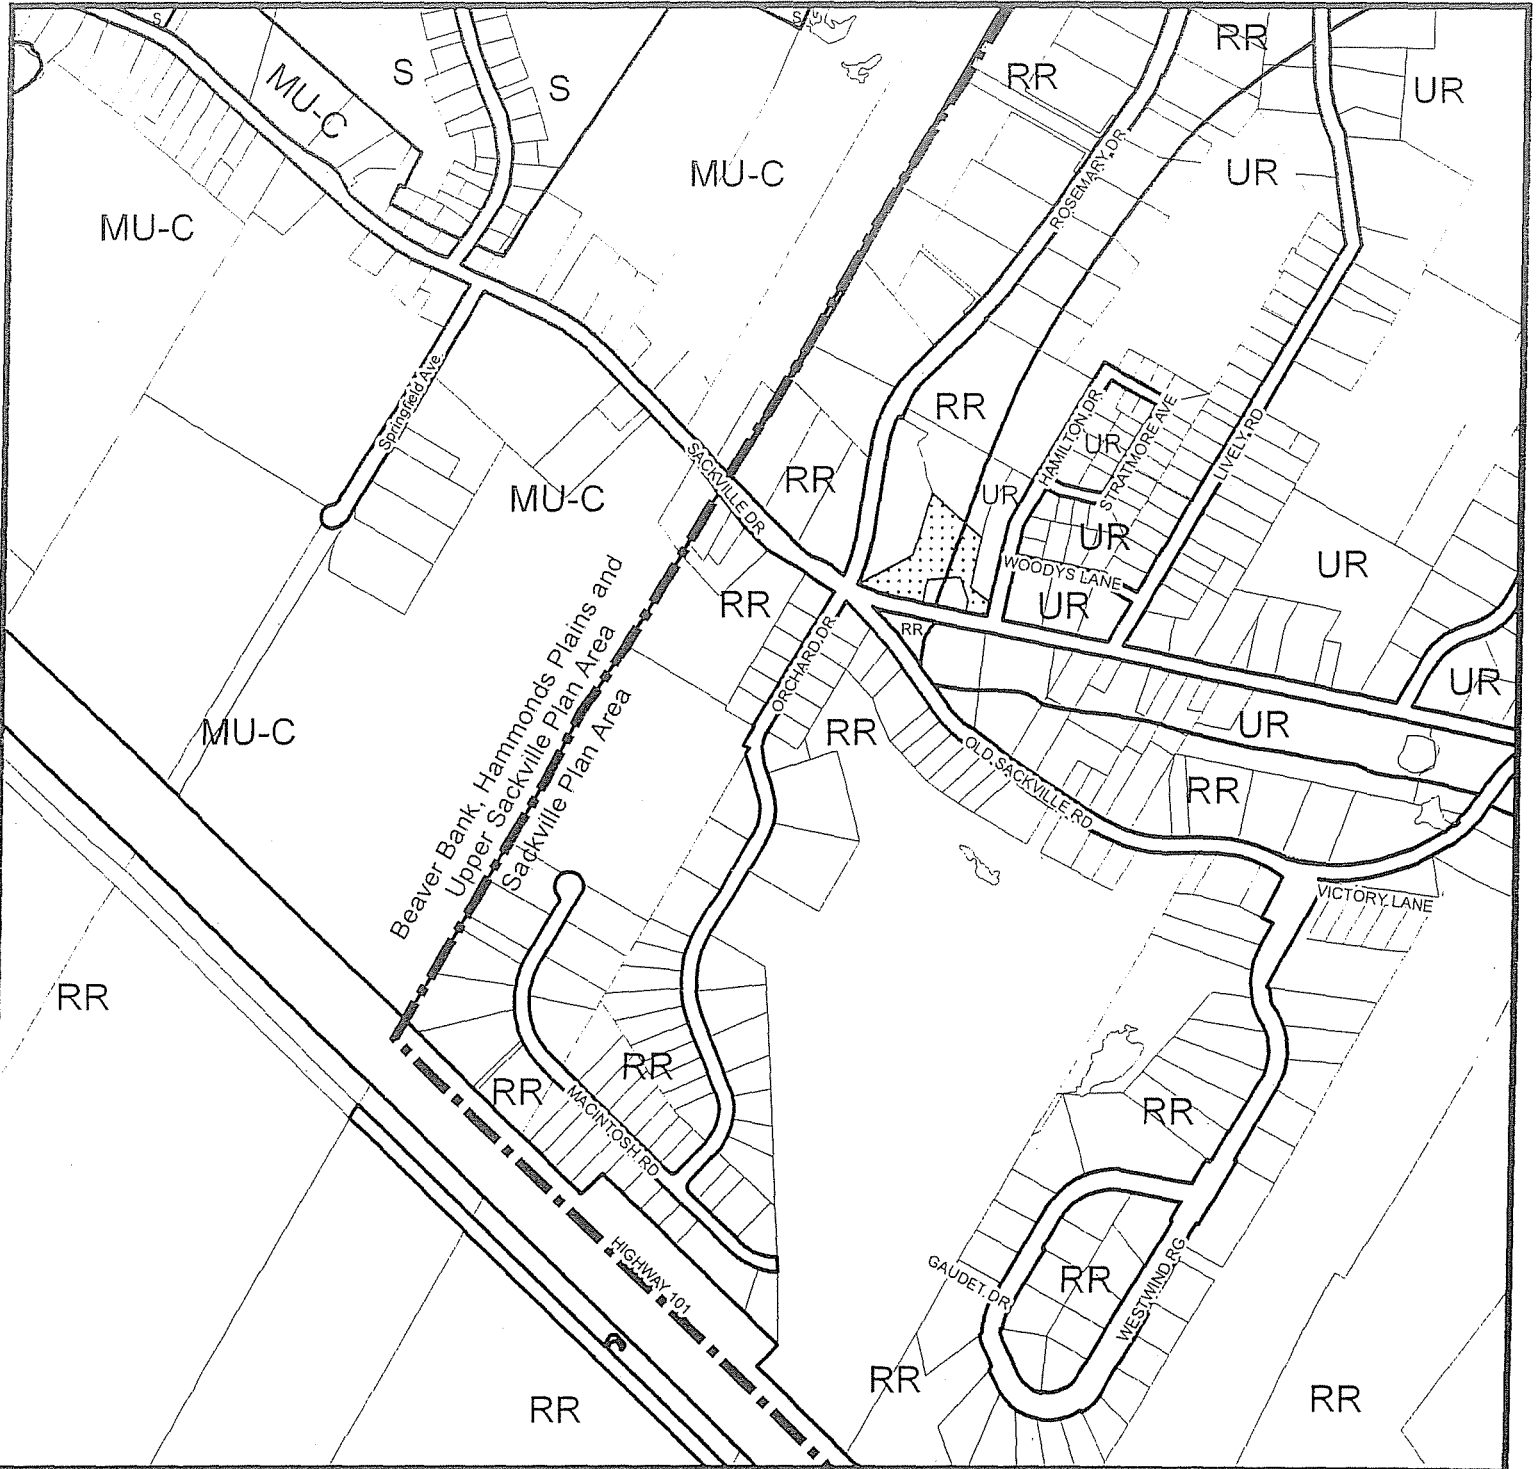 S
S
RR
RR
MU-C
S
S
UR
MU-C
UR
ROSEMARY DR
MU-C
Springfield Ave
RR
HAMILTON DR
UR
STRATMORE AVE
LIVELY RD
SACKVILLE DR
RR
MU-C
UR
UR
WOODYS LANE
UR
UR
RR
RR
ORCHARD DR
Beaver Bank, Hammonds Plains and
Upper Sackville Plan Area
Sackville Plan Area
UR
MU-C
RR
UR
OLD SACKVILLE RD
RR
VICTORY LANE
RR
RR
RR
MACINTOSH RD
RR
HIGHWAY 101
GAUDET DR
RR
WESTWIND RG
RR
RR
RR